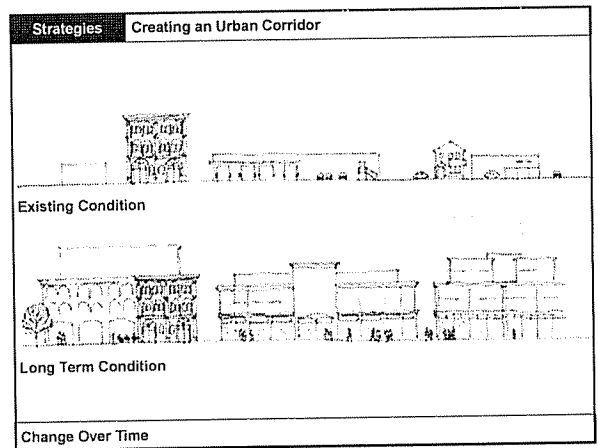 Strategies Creating an Urban Corridor
Existing Condition
Long Term Condition
Change Over Time